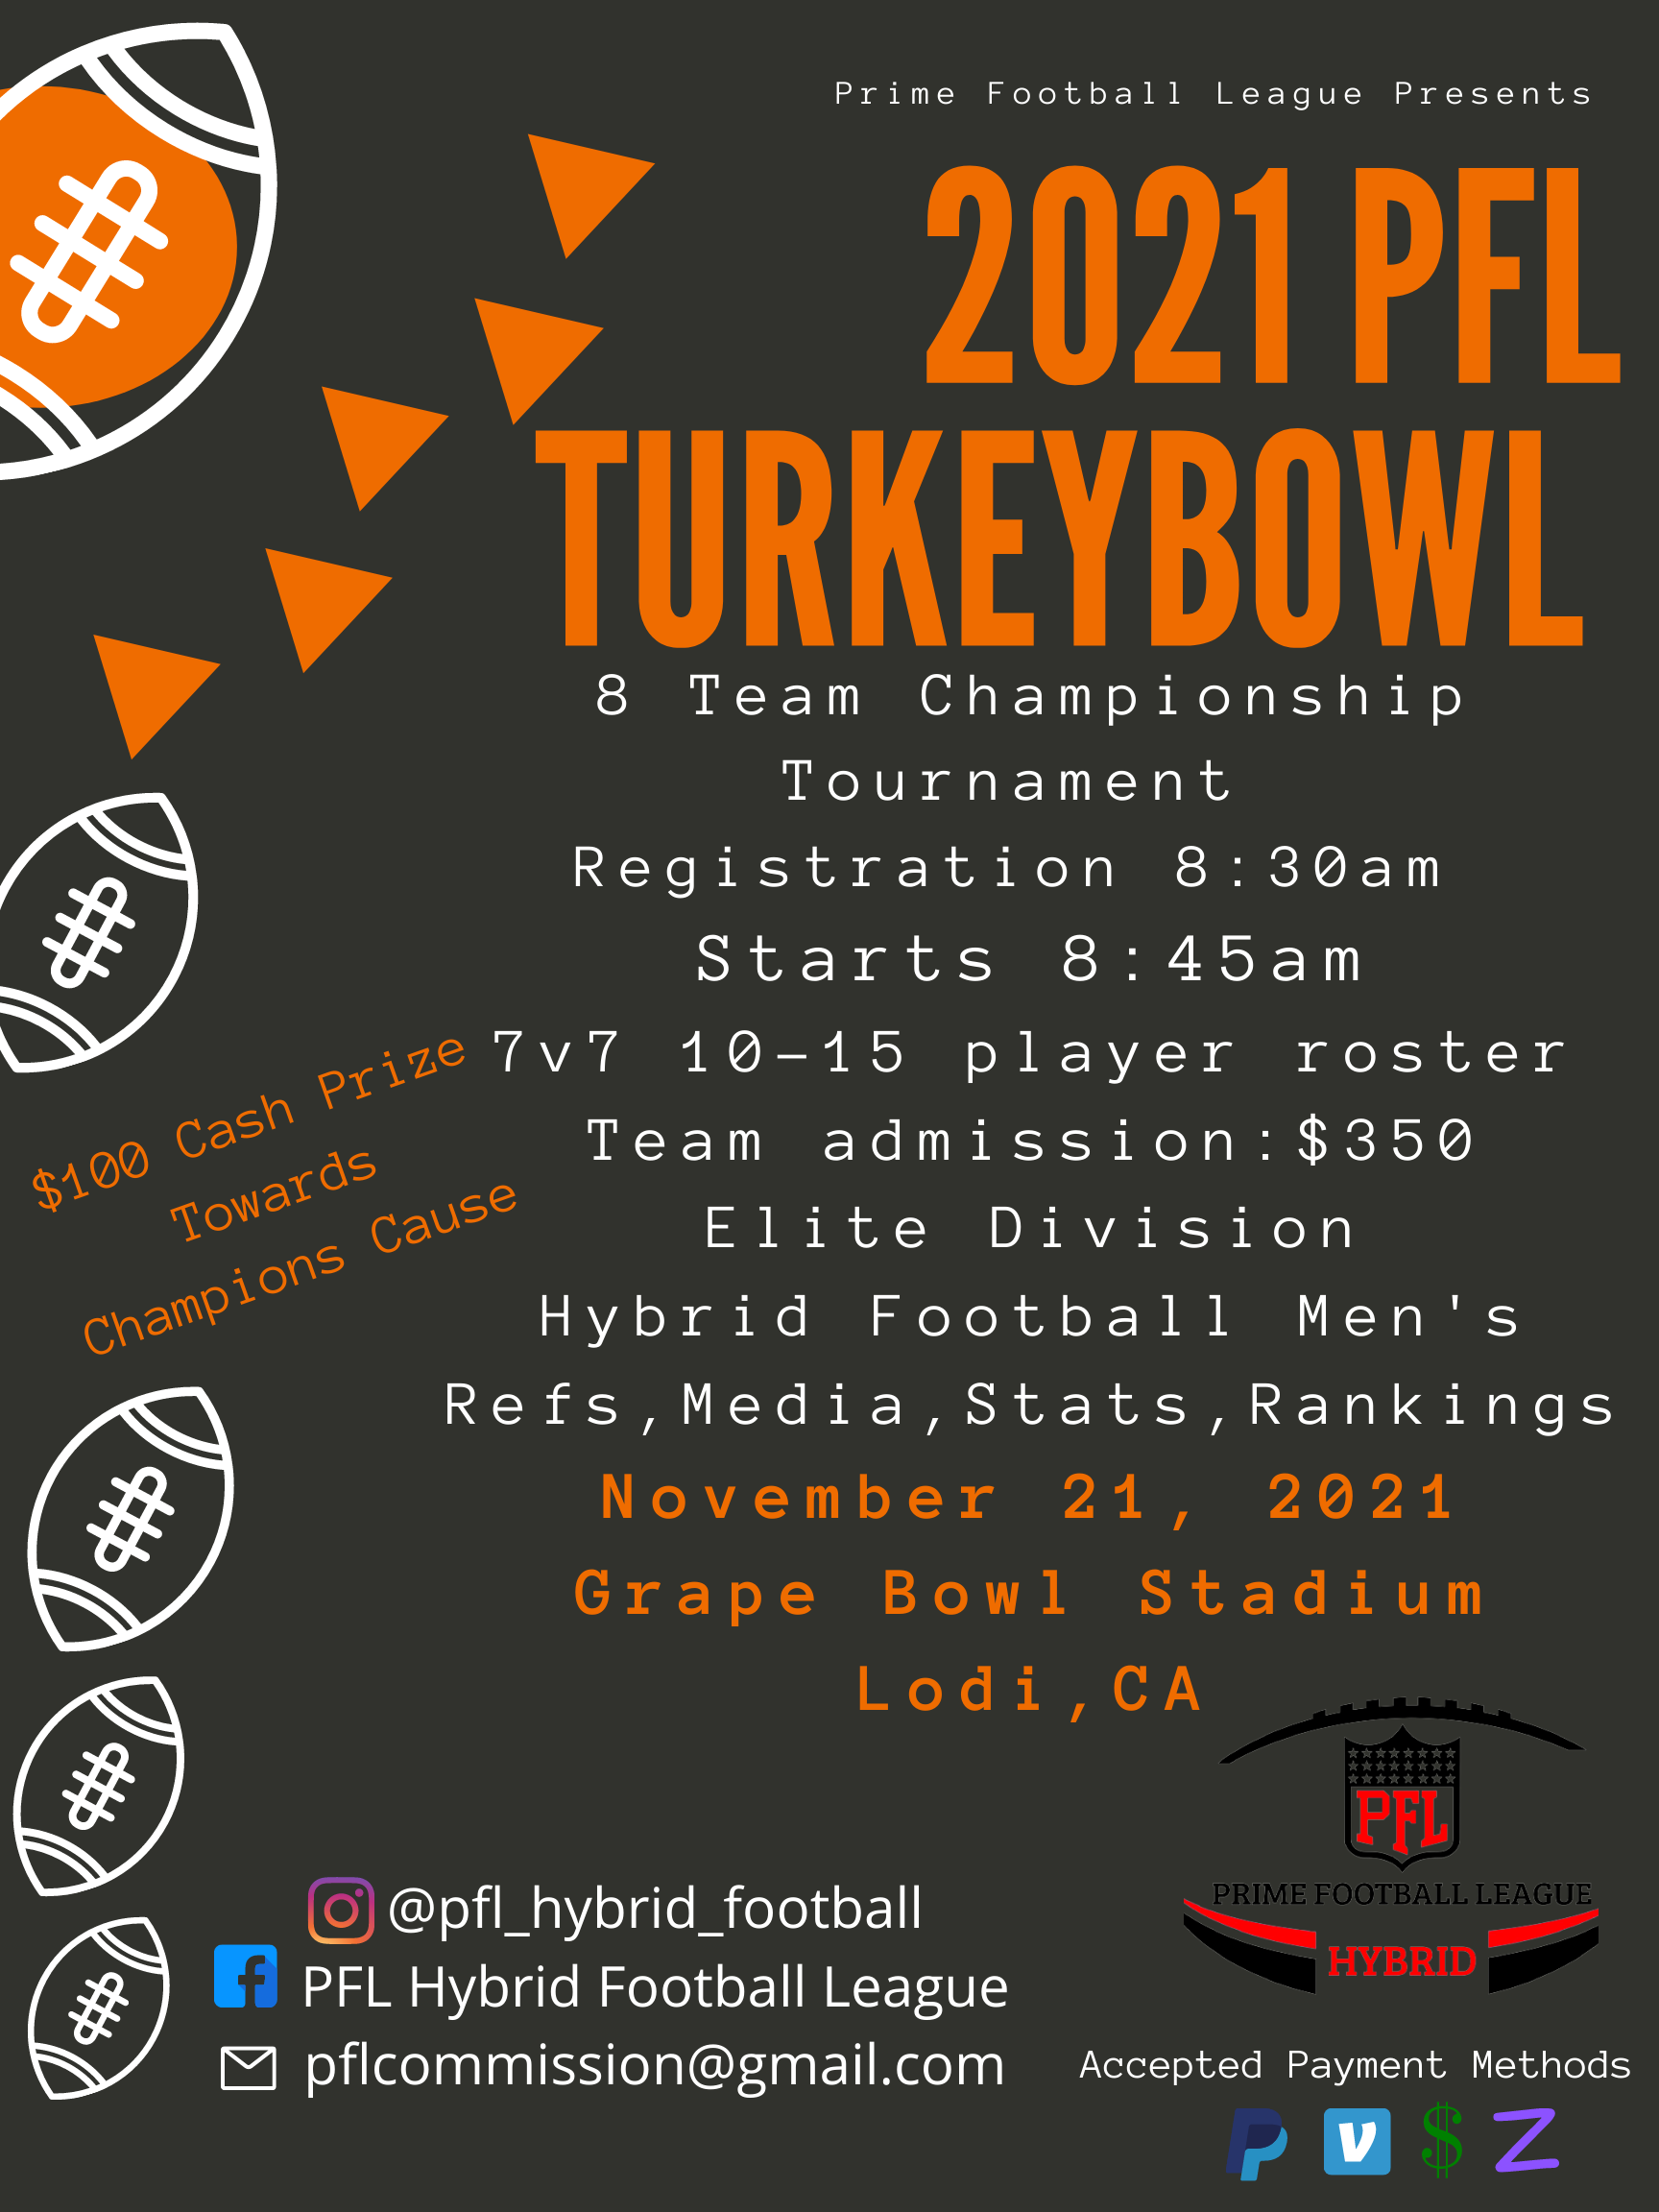 Prime Football League Presents
2021 PFL
TURKEYBOWL
8 Team Championship
Tournament
Registration 8:30am
Starts 8:45am
7v7 10-15 player roster
Team admission:$350
Elite Division
Hybrid Football Men's
Refs,Media,Stats,Rankings
November 21, 2021
Grape Bowl Stadium
Lodi,CA
$100 Cash Prize
Towards
Champions Cause
PFL
PRIME FOOTBALL LEAGUE
HYBRID
@pfl_hybrid_football
PFL Hybrid Football League
pflcommission@gmail.com
Accepted Payment Methods